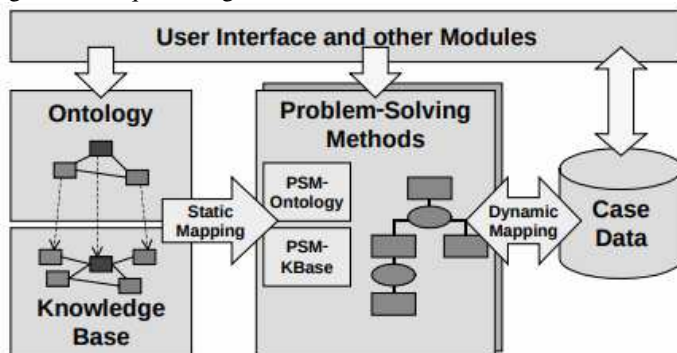 User Interface and other Modules
Ontology
Problem-Solving
Methods
PSM-
Ontology
Static
Mapping
PSM-
KBase
Dynamic
Mapping
Case
Data
Knowledge
Base